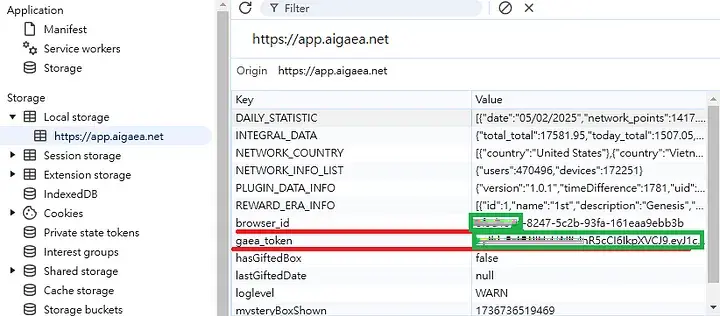 Application
Manifest
Service workers
Storage
Storage
Local storage
https://app.aigaea.net
Session storage
Extension storage
IndexedDB
Cookies
Private state tokens
Interest groups
Shared storage
Cache storage
Storage buckets
Filter
https://app.aigaea.net
Origin https://app.aigaea.net
Key Value
DAILY_STATISTIC [{"date":"05/02/2025","network_points":1417....
INTEGRAL_DATA {"total_total":17581.95,"today_total":1507.05,...
NETWORK_COUNTRY [{"country":"United States"},{"country":"Vietn...
NETWORK_INFO_LIST {"users":470496,"devices":172251}
PLUGIN_DATA_INFO {"version":"1.0.1","timeDifference":1781,"uid":...
REWARD_ERA_INFO [{"id":1,"name":"1st","description":"Genesis","...
browser_id -8247-5c2b-93fa-161eaa9ebb3b
gaea_token nR5cCI6IkpXVCJ9.eyJ1c...
hasGiftedBox false
lastGiftedDate null
loglevel WARN
mysteryBoxShown 1736736519469